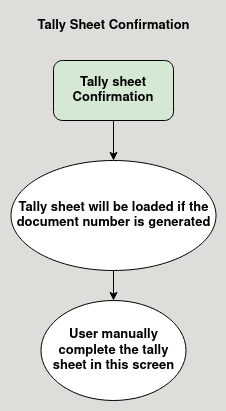 Tally Sheet Confirmation
Tally sheet
Confirmation
Tally sheet will be loaded if the
document number is generated
User manually
complete the tally
sheet in this screen